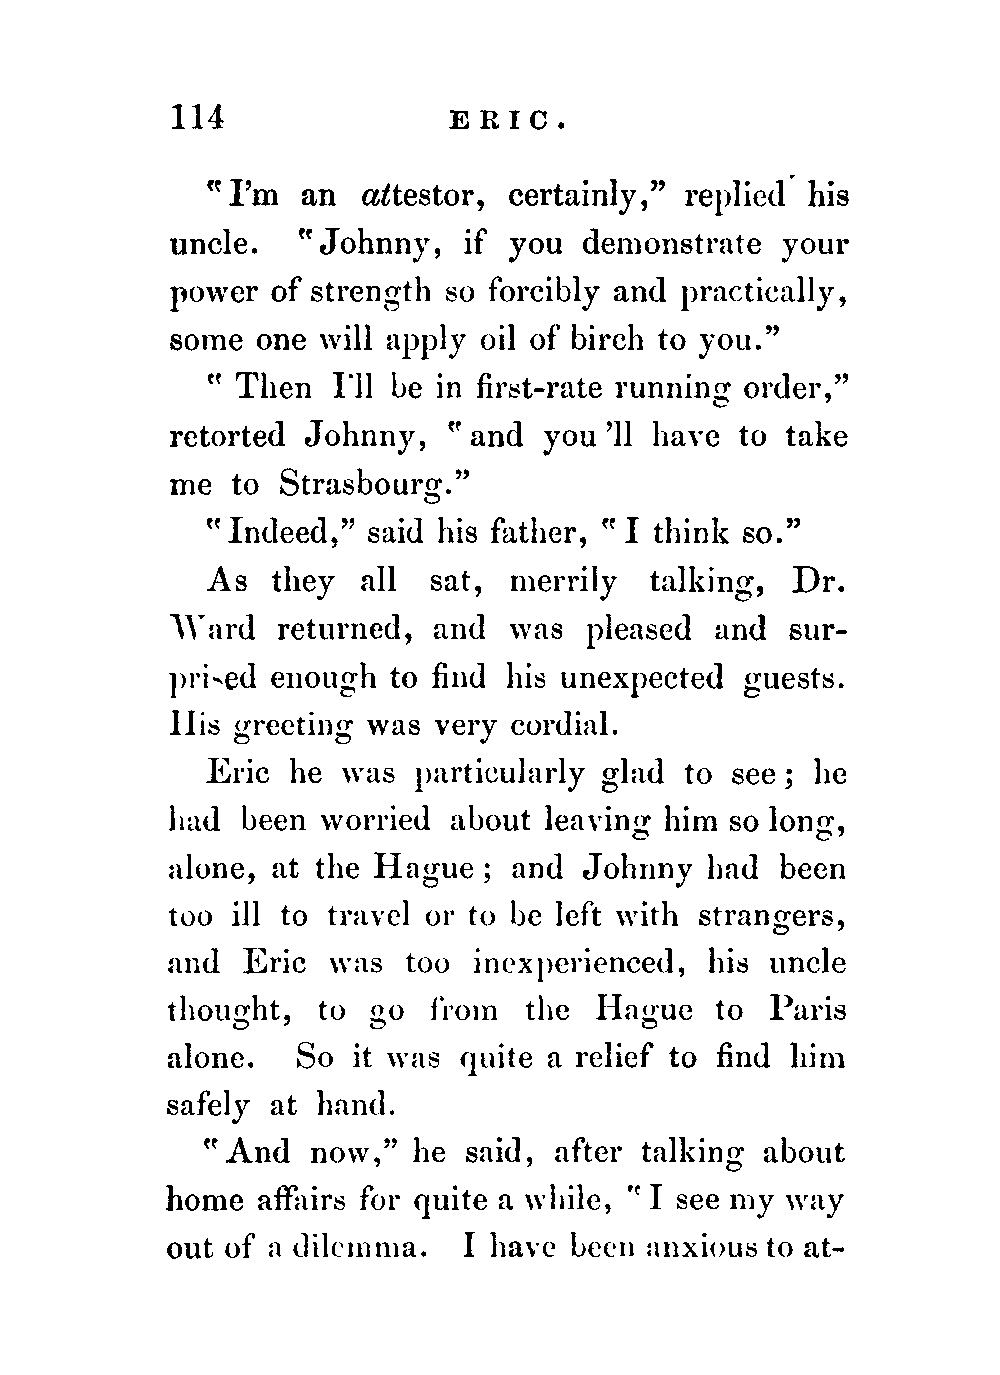 114 ERIC.
"I'm an attestor, certainly," replied his
uncle. "Johnny, if you demonstrate your
power of strength so forcibly and practically,
some one will apply oil of birch to you."
"Then I'll be in first-rate running order,"
retorted Johnny, "and you 'll have to take
me to Strasbourg."
"Indeed," said his father, "I think so."
As they all sat, merrily talking, Dr.
Ward returned, and was pleased and sur-
prised enough to find his unexpected guests.
His greeting was very cordial.
Eric he was particularly glad to see; he
had been worried about leaving him so long,
alone, at the Hague; and Johnny had been
too ill to travel or to be left with strangers,
and Eric was too inexperienced, his uncle
thought, to go from the Hague to Paris
alone. So it was quite a relief to find him
safely at hand.
"And now," he said, after talking about
home affairs for quite a while, "I see my way
out of a dilemma. I have been anxious to at-